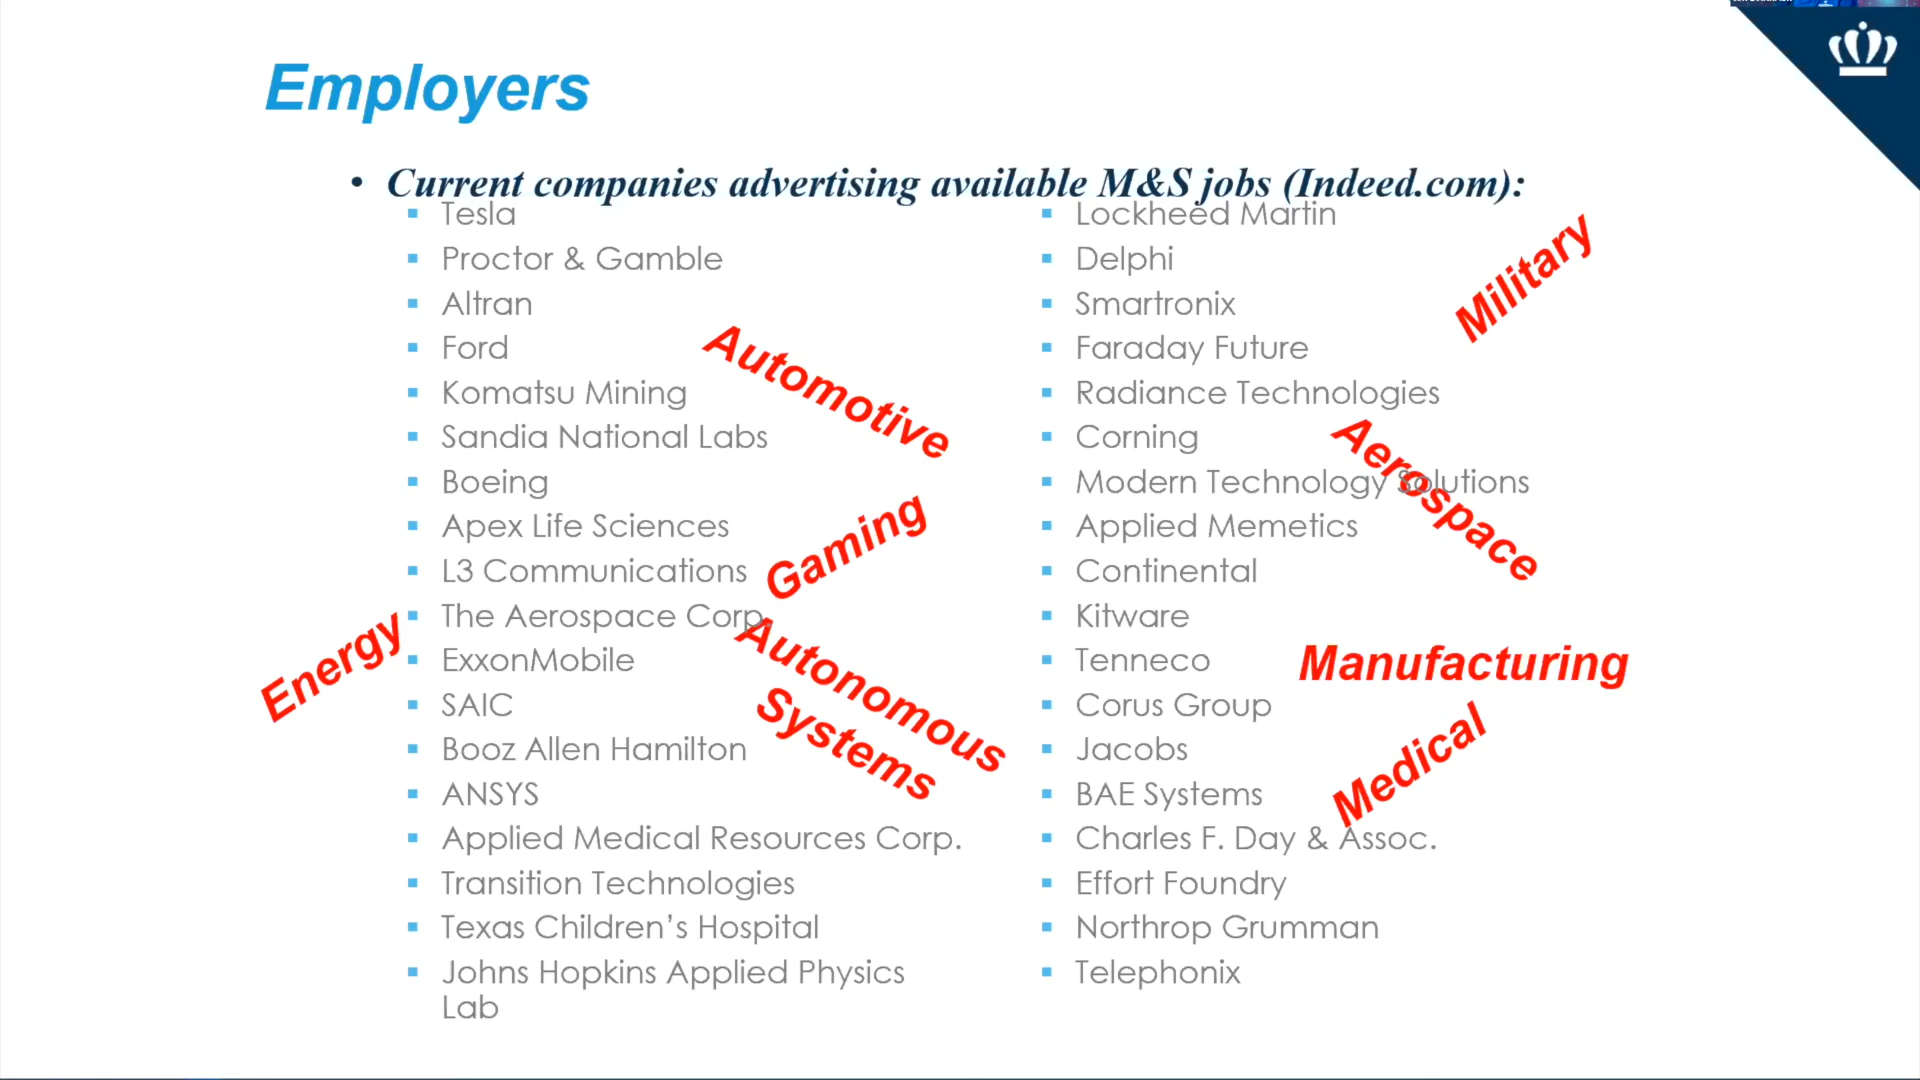 Employers
• Current companies advertising available M&S jobs (Indeed.com):
Tesla
Proctor & Gamble
Altran
Ford
Komatsu Mining
Sandia National Labs
Boeing
Apex Life Sciences
L3 Communications
The Aerospace Corp.
ExxonMobile
SAIC
Booz Allen Hamilton
ANSYS
Applied Medical Resources Corp.
Transition Technologies
Texas Children's Hospital
Johns Hopkins Applied Physics
Lab
Lockheed Martin
Delphi
Smartronix
Faraday Future
Radiance Technologies
Corning
Modern Technology Solutions
Applied Memetics
Continental
Kitware
Tenneco
Corus Group
Jacobs
BAE Systems
Charles F. Day & Assoc.
Effort Foundry
Northrop Grumman
Telephonix
Automotive
Gaming
Energy
Autonomous
Systems
Military
Aerospace
Manufacturing
Medical